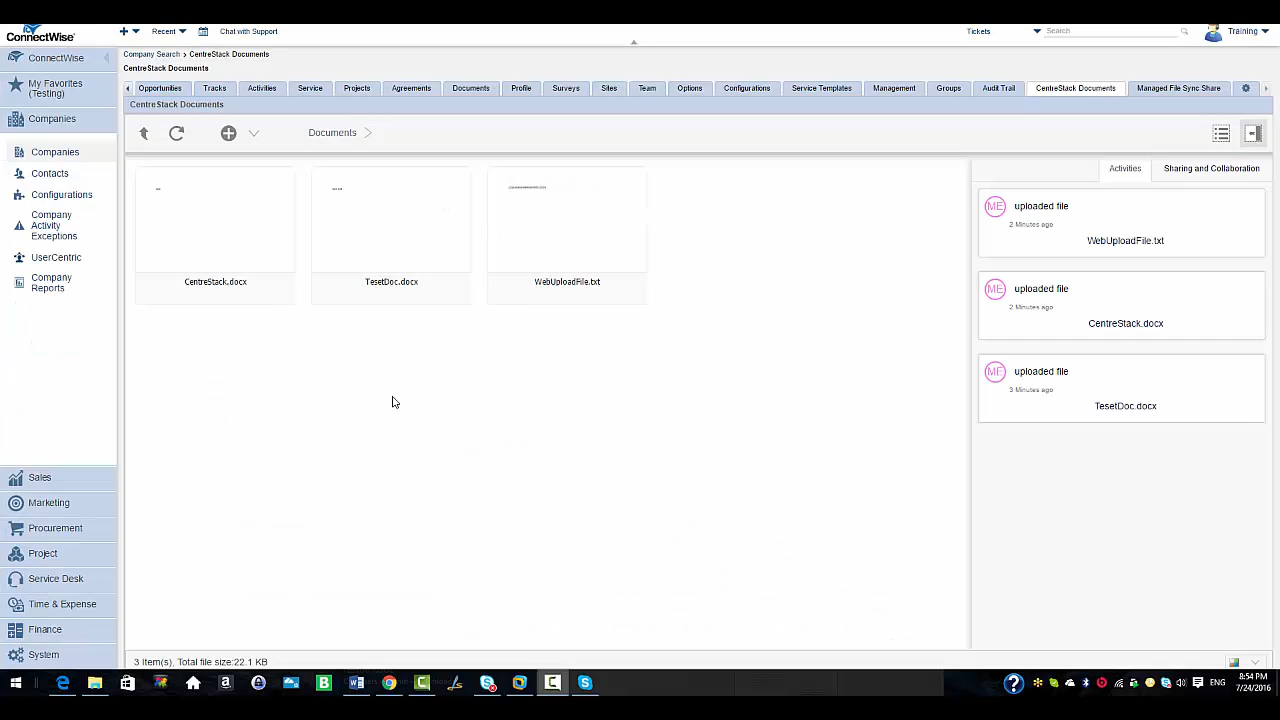 ConnectWise®
Recent
Chat with Support
Tickets
Search
Training
ConnectWise
Company Search > CentreStack Documents
CentreStack Documents
My Favorites
(Testing)
Opportunities Tracks Activities Service Projects Agreements Documents Profile Surveys Sites Team Options Configurations Service Templates Management Groups Audit Trail CentreStack Documents Managed File Sync Share
CentreStack Documents
Companies
Documents
Companies
Contacts
Configurations
Company
Activity
Exceptions
UserCentric
Company
Reports
Sales
Marketing
Procurement
Project
Service Desk
Time & Expense
Finance
System
CentreStack.docx
TesetDoc.docx
WebUploadFile.txt
Activities
Sharing and Collaboration
ME uploaded file
2 Minutes ago
WebUploadFile.txt
ME uploaded file
2 Minutes ago
CentreStack.docx
ME uploaded file
3 Minutes ago
TesetDoc.docx
3 Item(s), Total file size:22.1 KB
ENG
8:54 PM
7/24/2016